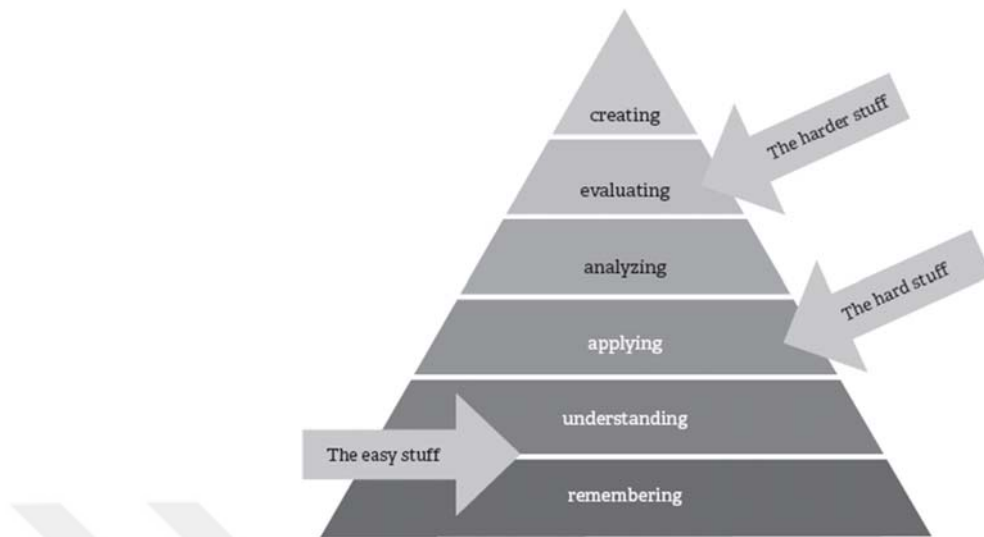 creating
The harder stuff
evaluating
analyzing
The hard stuff
applying
understanding
The easy stuff
remembering